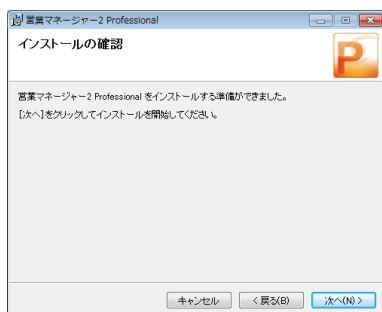 営業マネージャー2 Professional
インストールの確認
P
営業マネージャー2 Professional をインストールする準備ができました。
[次へ]をクリックしてインストールを開始してください。
キャンセル
< 戻る(B)
次へ(N) >